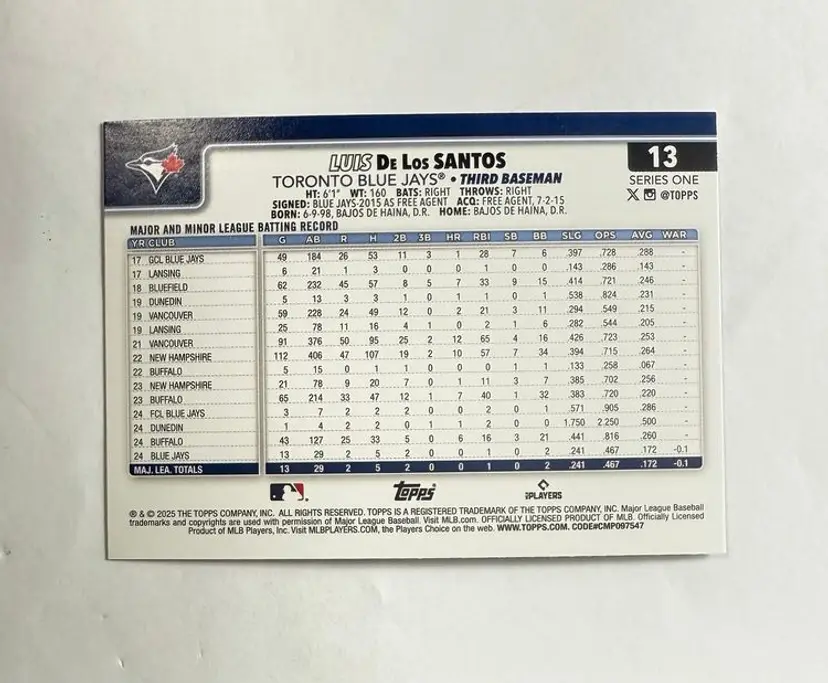 LUIS DE LOS SANTOS
13
TORONTO BLUE JAYS® • THIRD BASEMAN
SERIES ONE
HT: 6'1" WT: 160 BATS: RIGHT THROWS: RIGHT
@TOPPS
SIGNED: BLUE JAYS-2015 AS FREE AGENT ACQ: FREE AGENT, 7-2-15
BORN: 6-9-98, BAJOS DE HAINA, D.R. HOME: BAJOS DE HAINA, D.R.
MAJOR AND MINOR LEAGUE BATTING RECORD
YR CLUB G AB R H 2B 3B HR RBI SB BB SLG OPS AVG WAR
17 GCL BLUE JAYS 49 184 26 53 11 3 1 28 7 6 .397 .728 .288 -
17 LANSING 6 21 1 3 0 0 0 1 0 0 .143 .286 .143 -
18 BLUEFIELD 62 232 45 57 8 5 7 33 9 15 .414 .721 .246 -
19 DUNEDIN 5 13 3 3 1 0 1 1 0 1 .538 .824 .231 -
19 VANCOUVER 59 228 24 49 12 0 2 21 3 11 .294 .549 .215 -
19 LANSING 25 78 11 16 4 1 0 2 1 6 .282 .544 .205 -
21 VANCOUVER 91 376 50 95 25 2 12 65 4 16 .426 .723 .253 -
22 NEW HAMPSHIRE 112 406 47 107 19 2 10 57 7 34 .394 .715 .264 -
22 BUFFALO 5 15 0 1 1 0 0 0 1 1 .133 .258 .067 -
23 NEW HAMPSHIRE 21 78 9 20 7 0 1 11 3 7 .385 .702 .256 -
23 BUFFALO 65 214 33 47 12 1 7 40 1 32 .383 .720 .220 -
24 FCL BLUE JAYS 3 7 2 2 2 0 0 2 0 1 .571 .905 .286 -
24 DUNEDIN 1 4 2 2 0 1 1 2 0 0 1.750 2.250 .500 -
24 BUFFALO 43 127 25 33 5 0 6 16 3 21 .441 .816 .260 -
24 BLUE JAYS 13 29 2 5 2 0 0 1 0 2 .241 .467 .172 -0.1
MAJ. LEA. TOTALS 13 29 2 5 2 0 0 1 0 2 .241 .467 .172 -0.1
Topps
PLAYERS
® & © 2025 THE TOPPS COMPANY, INC. ALL RIGHTS RESERVED. TOPPS IS A REGISTERED TRADEMARK OF THE TOPPS COMPANY, INC. Major League Baseball
trademarks and copyrights are used with permission of Major League Baseball. Visit MLB.com. OFFICIALLY LICENSED PRODUCT OF MLB. Officially Licensed
Product of MLB Players, Inc. Visit MLBPLAYERS.COM, the Players Choice on the web. WWW.TOPPS.COM. CODE#CMP097547